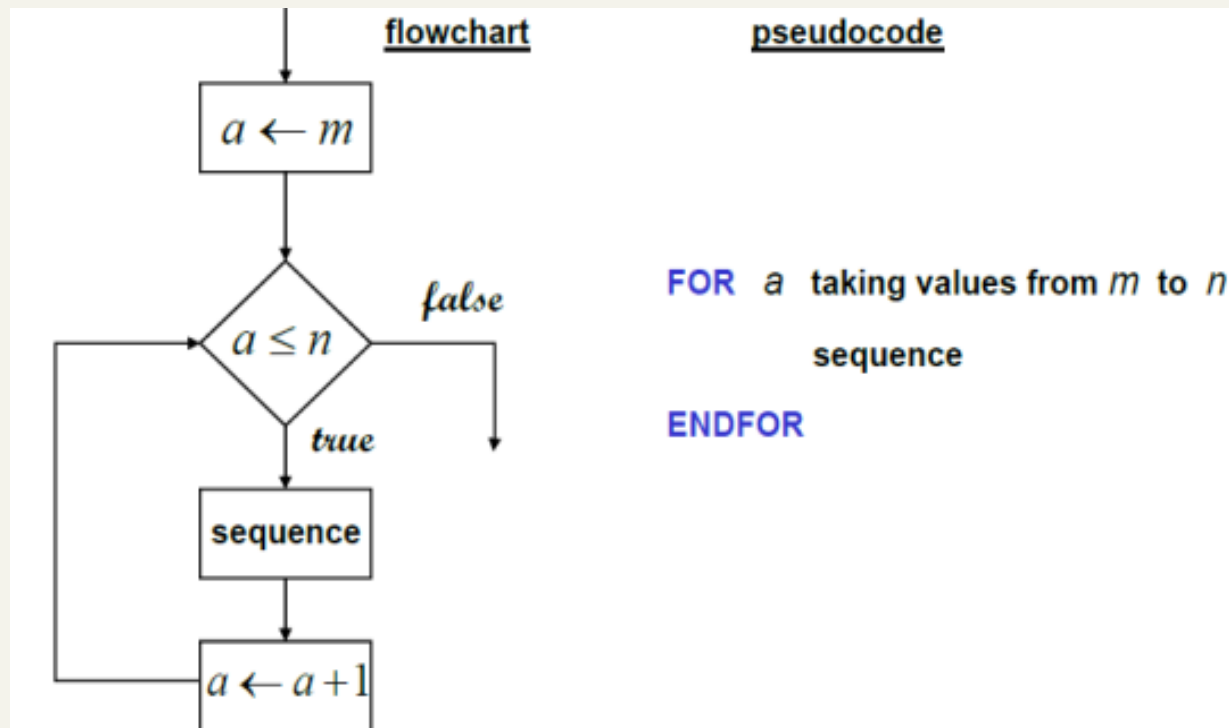 flowchart
a ← m
a ≤ n
false
true
sequence
a ← a+1
pseudocode
FOR a taking values from m to n
sequence
ENDFOR